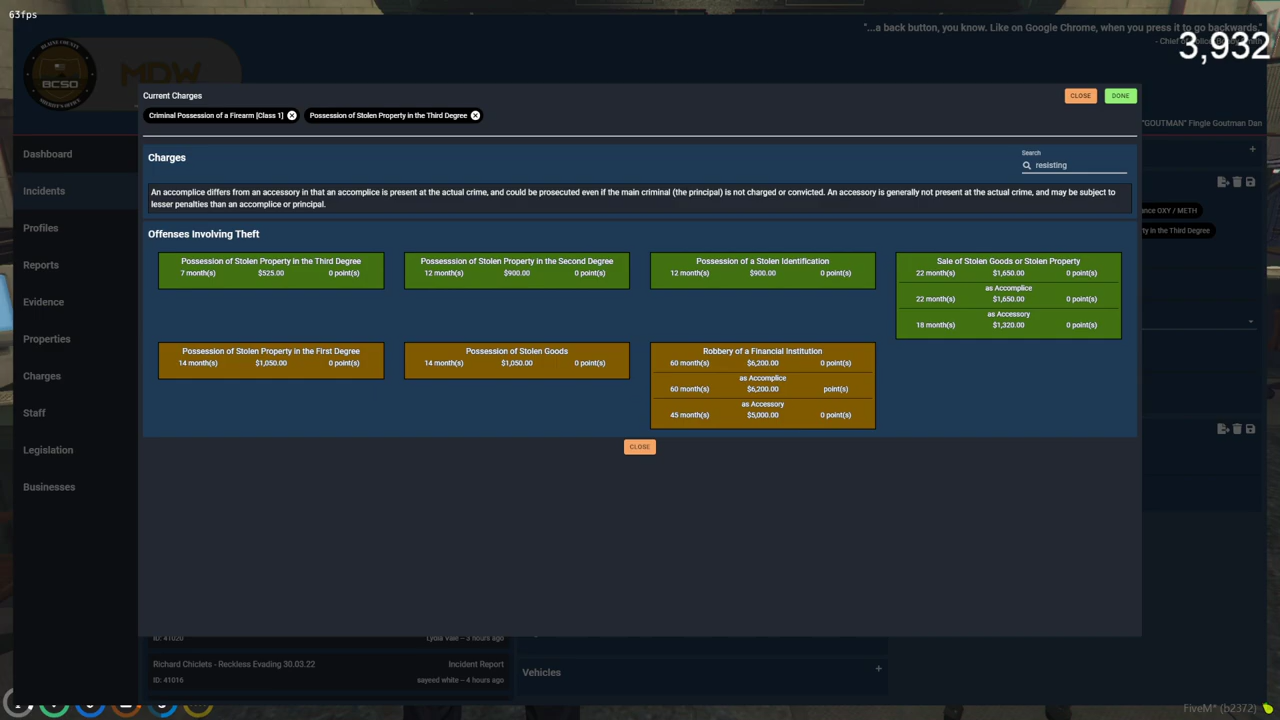 63fps
"...a back button, you know. Like on Google Chrome, when you press it to go backwards."
3,932
BLAINE COUNTY
BCSO
SHERIFF'S OFFICE
MDW
Current Charges
CLOSE
DONE
Criminal Possession of a Firearm [Class 1]
Possession of Stolen Property in the Third Degree
"GOUTMAN" Fingle Goutman Dan
Dashboard
Incidents
Profiles
Reports
Evidence
Properties
Charges
Staff
Legislation
Businesses
Charges
Search
resisting
An accomplice differs from an accessory in that an accomplice is present at the actual crime, and could be prosecuted even if the main criminal (the principal) is not charged or convicted. An accessory is generally not present at the actual crime, and may be subject to
lesser penalties than an accomplice or principal.
ance OXY / METH
ty in the Third Degree
Offenses Involving Theft
Possession of Stolen Property in the Third Degree
7 month(s) $525.00 0 point(s)
Possesssion of Stolen Property in the Second Degree
12 month(s) $900.00 0 point(s)
Possession of a Stolen Identification
12 month(s) $900.00 0 point(s)
Sale of Stolen Goods or Stolen Property
22 month(s) $1,650.00 0 point(s)
as Accomplice
22 month(s) $1,650.00 0 point(s)
as Accessory
18 month(s) $1,320.00 0 point(s)
Possession of Stolen Property in the First Degree
14 month(s) $1,050.00 0 point(s)
Possession of Stolen Goods
14 month(s) $1,050.00 0 point(s)
Robbery of a Financial Institution
60 month(s) $6,200.00 0 point(s)
as Accomplice
60 month(s) $6,200.00 point(s)
as Accessory
45 month(s) $5,000.00 0 point(s)
CLOSE
ID: 41020 Lydia Vale – 3 hours ago
Richard Chiclets - Reckless Evading 30.03.22 Incident Report
ID: 41016 sayeed white – 4 hours ago
Vehicles
FiveM* (b2372)